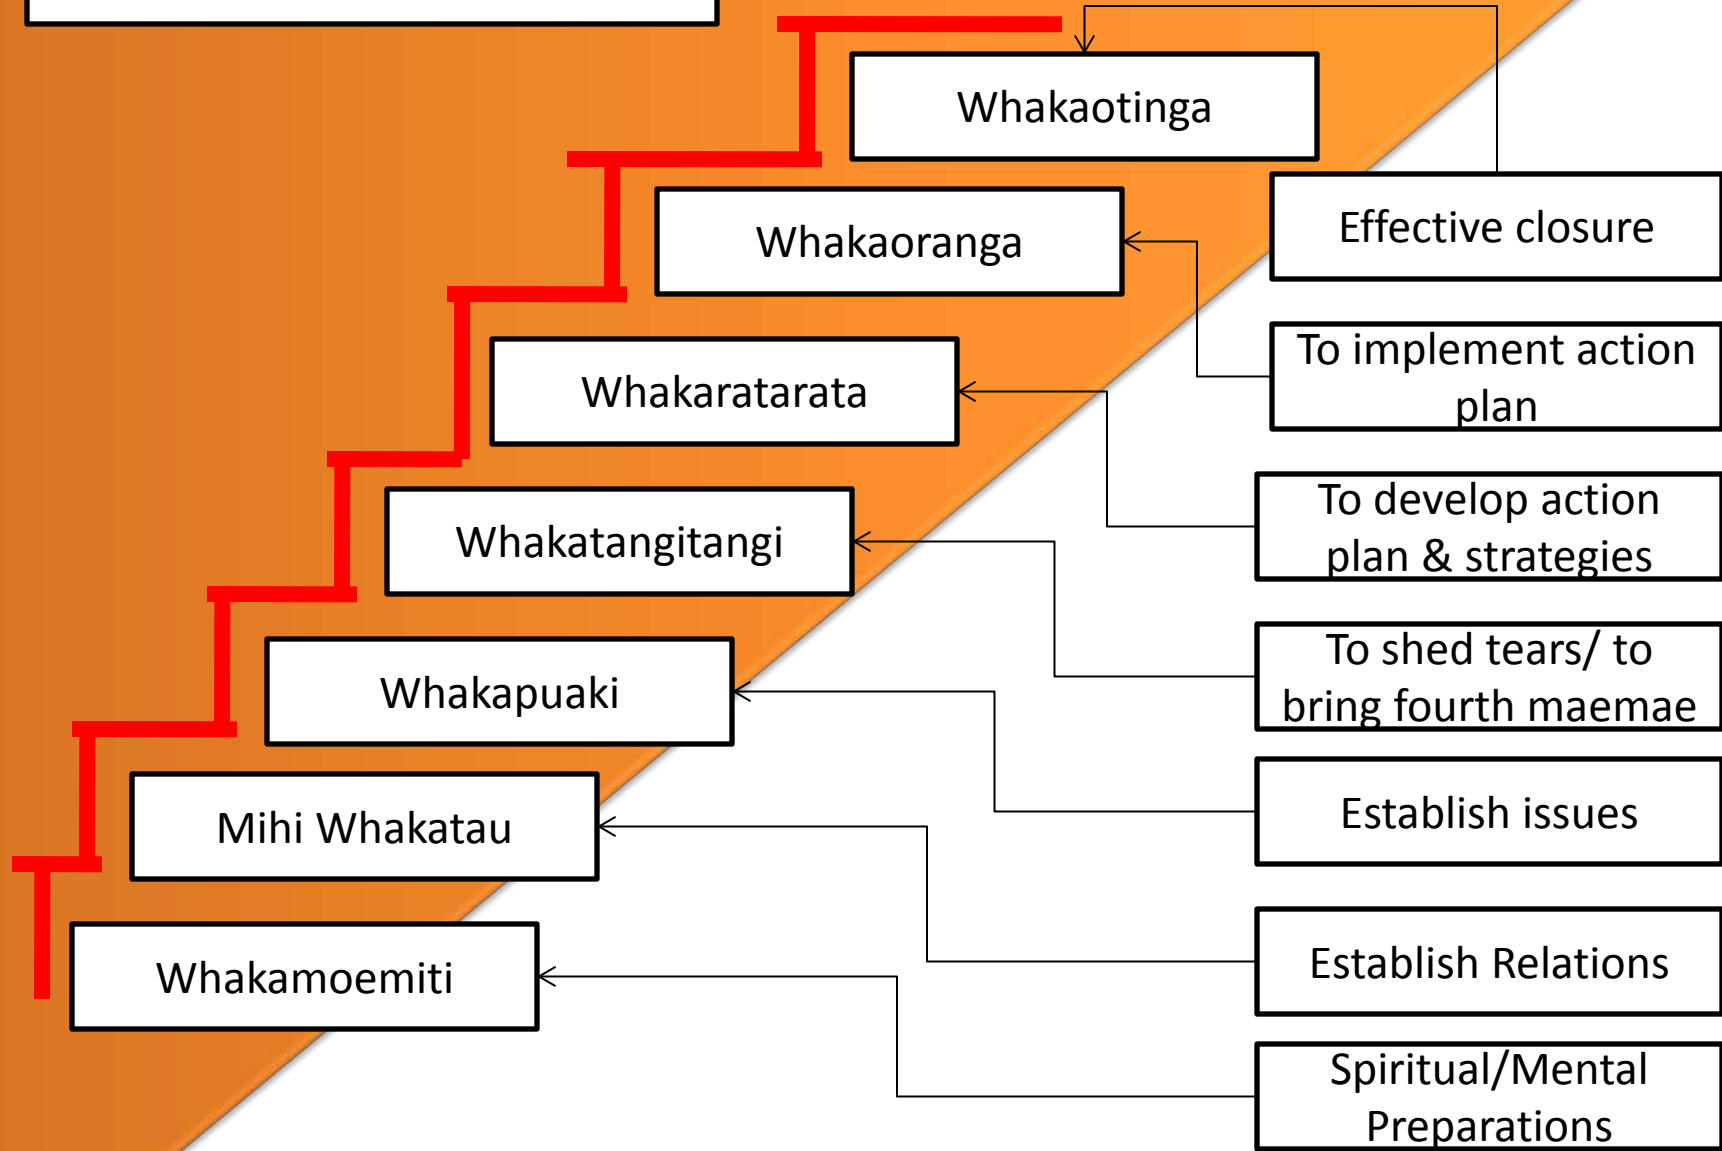 Whakaotinga
Effective closure
Whakaoranga
To implement action
plan
Whakaratarata
To develop action
plan & strategies
Whakatangitangi
To shed tears/ to
bring fourth maemae
Whakapuaki
Establish issues
Mihi Whakatau
Establish Relations
Whakamoemiti
Spiritual/Mental
Preparations